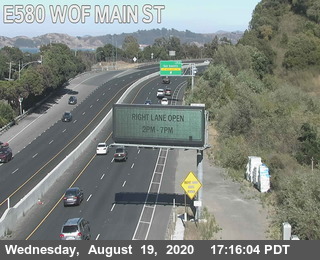 E580 WOF MAIN ST
RIGHT LANE OPEN
2PM - 7PM
Wednesday, August 19, 2020 17:16:04 PDT